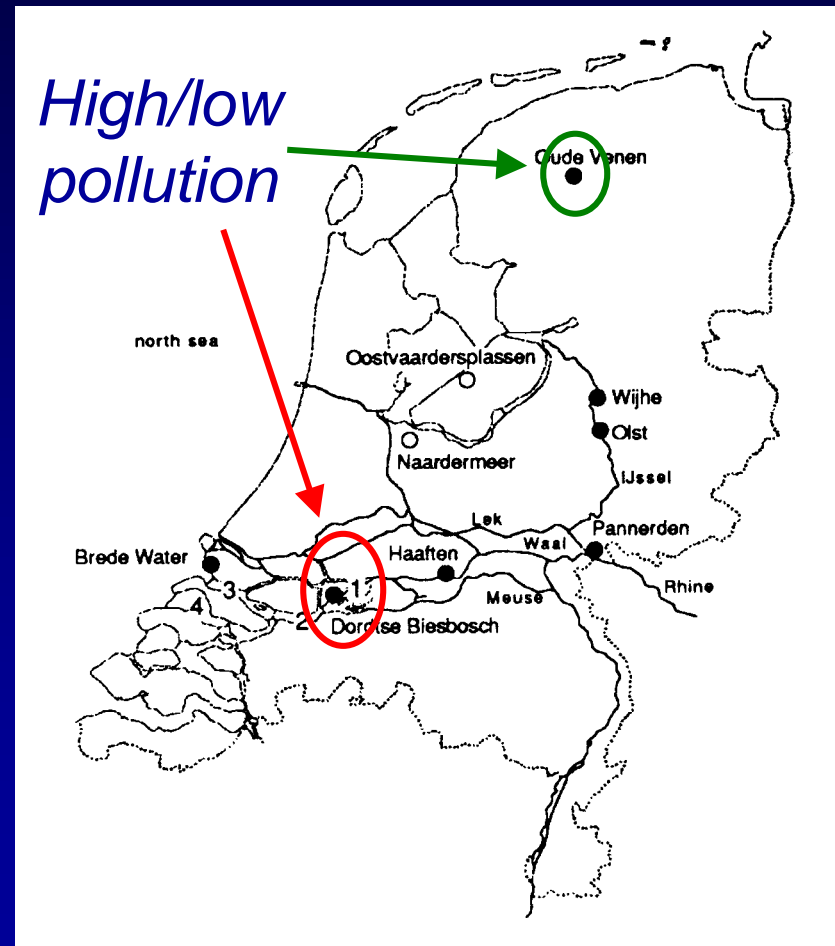 High/low
pollution
Oude Venen
north sea
Oostvaardersplassen
Wijhe
Olst
Naardermeer
IJssel
Lek
Pannerden
Waal
Brede Water
Haaften
Rhine
3
1
Meuse
4
2
Dordtse Biesbosch